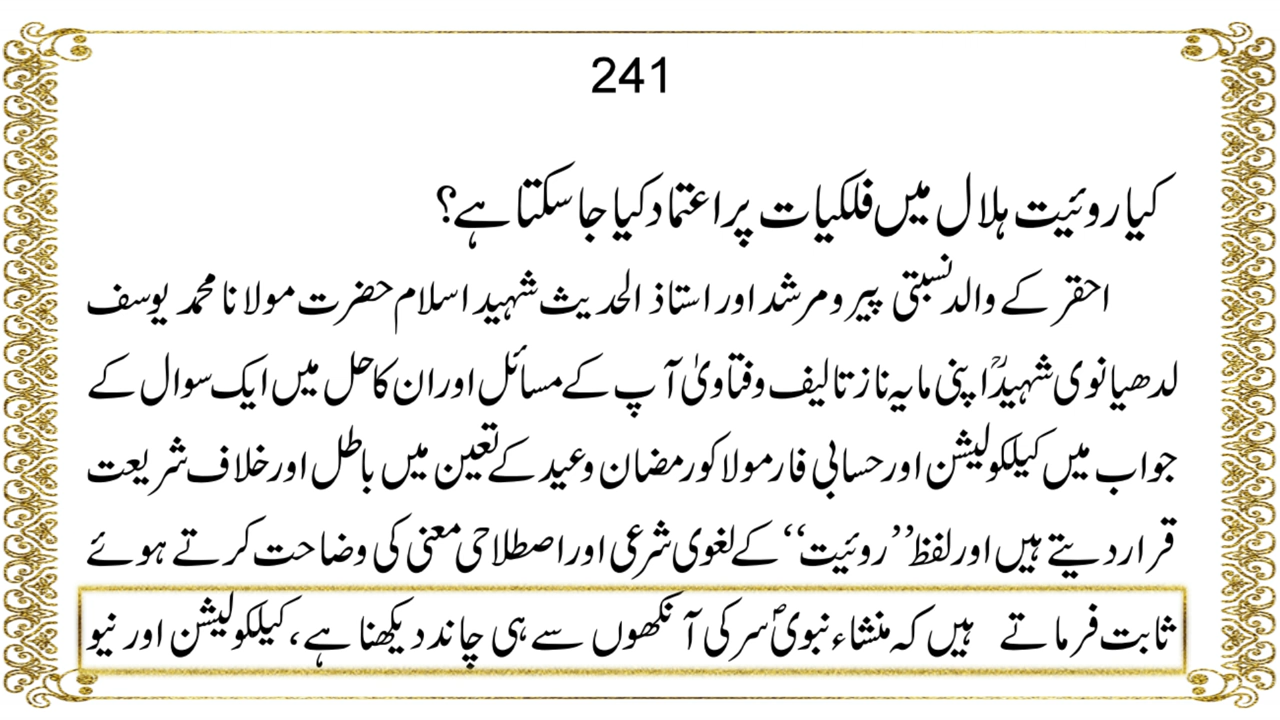 241
کیا روئیت ہلال میں فلکیات پر اعتماد کیا جا سکتا ہے؟
احقر کے والد نسبتی پیر و مرشد اور استاذ الحدیث شہید اسلام حضرت مولانا محمد یوسف
لدھیانوی شہیدؒ اپنی مایہ ناز تالیف و فتاویٰ آپ کے مسائل اور ان کا حل میں ایک سوال کے
جواب میں کیلکولیشن اور حسابی فارمولا کو رمضان و عید کے تعین میں باطل اور خلاف شریعت
قرار دیتے ہیں اور لفظ ’’روئیت‘‘ کے لغوی شرعی اور اصطلاحی معنی کی وضاحت کرتے ہوئے
ثابت فرماتے ہیں کہ منشاء نبویؐ سر کی آنکھوں سے ہی چاند دیکھنا ہے، کیلکولیشن اور نیو